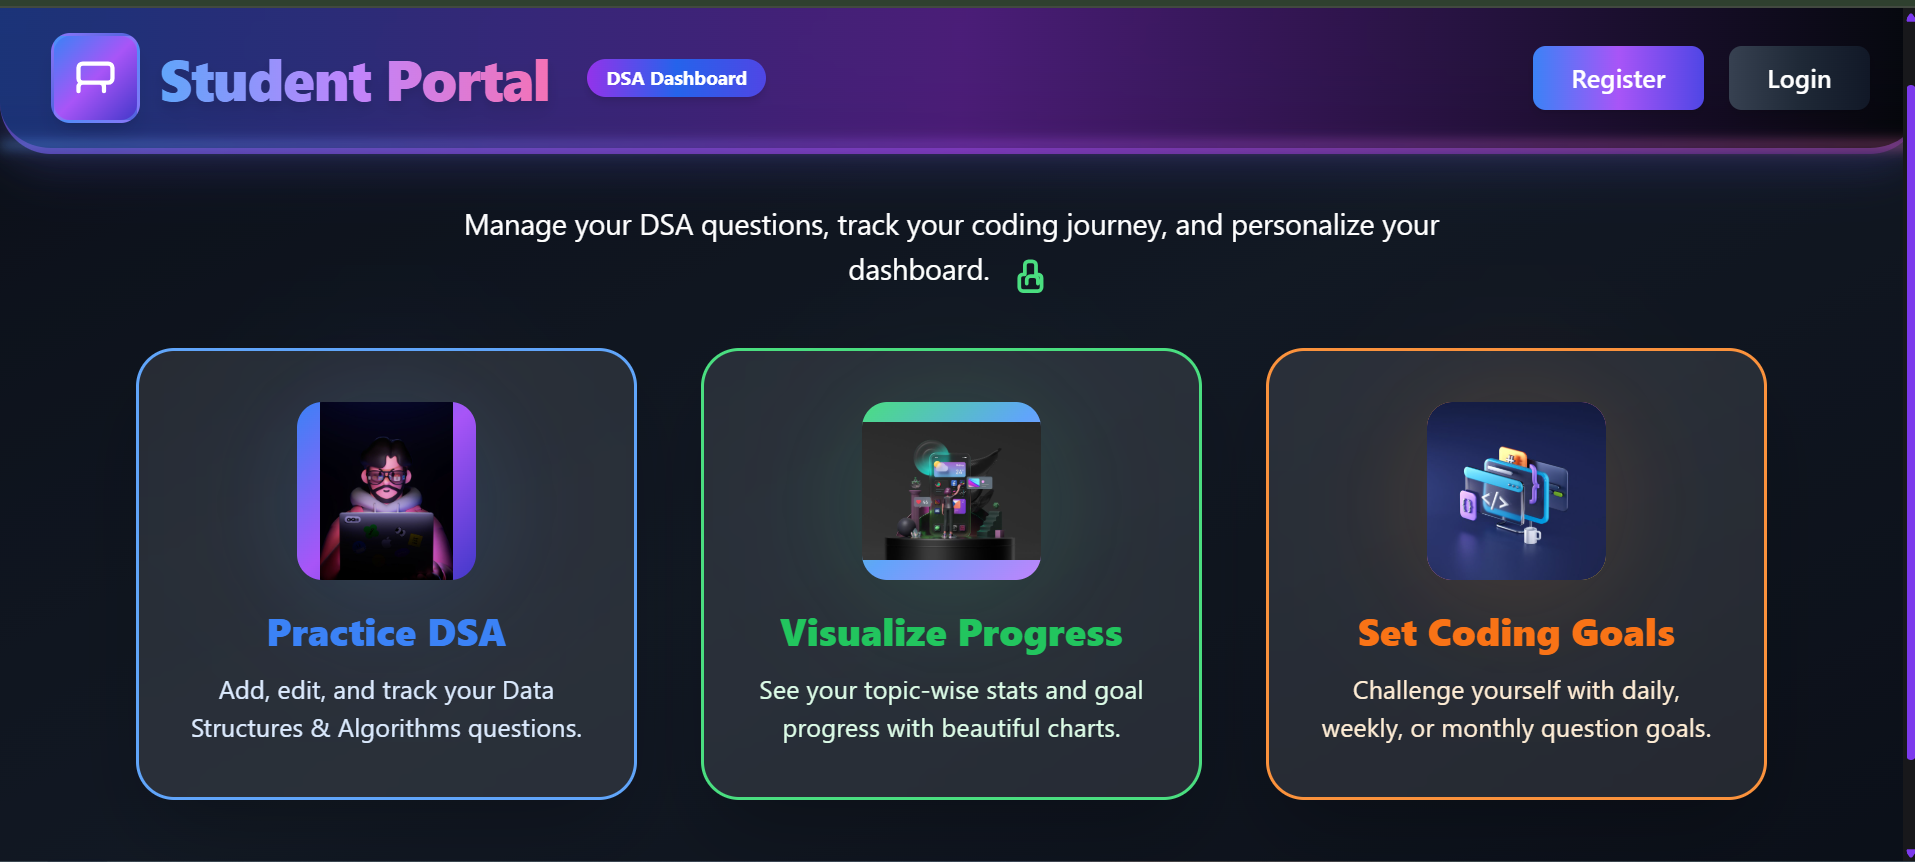 Student Portal
DSA Dashboard
Register
Login
Manage your DSA questions, track your coding journey, and personalize your
dashboard.
Practice DSA
Add, edit, and track your Data
Structures & Algorithms questions.
Visualize Progress
See your topic-wise stats and goal
progress with beautiful charts.
Set Coding Goals
Challenge yourself with daily,
weekly, or monthly question goals.